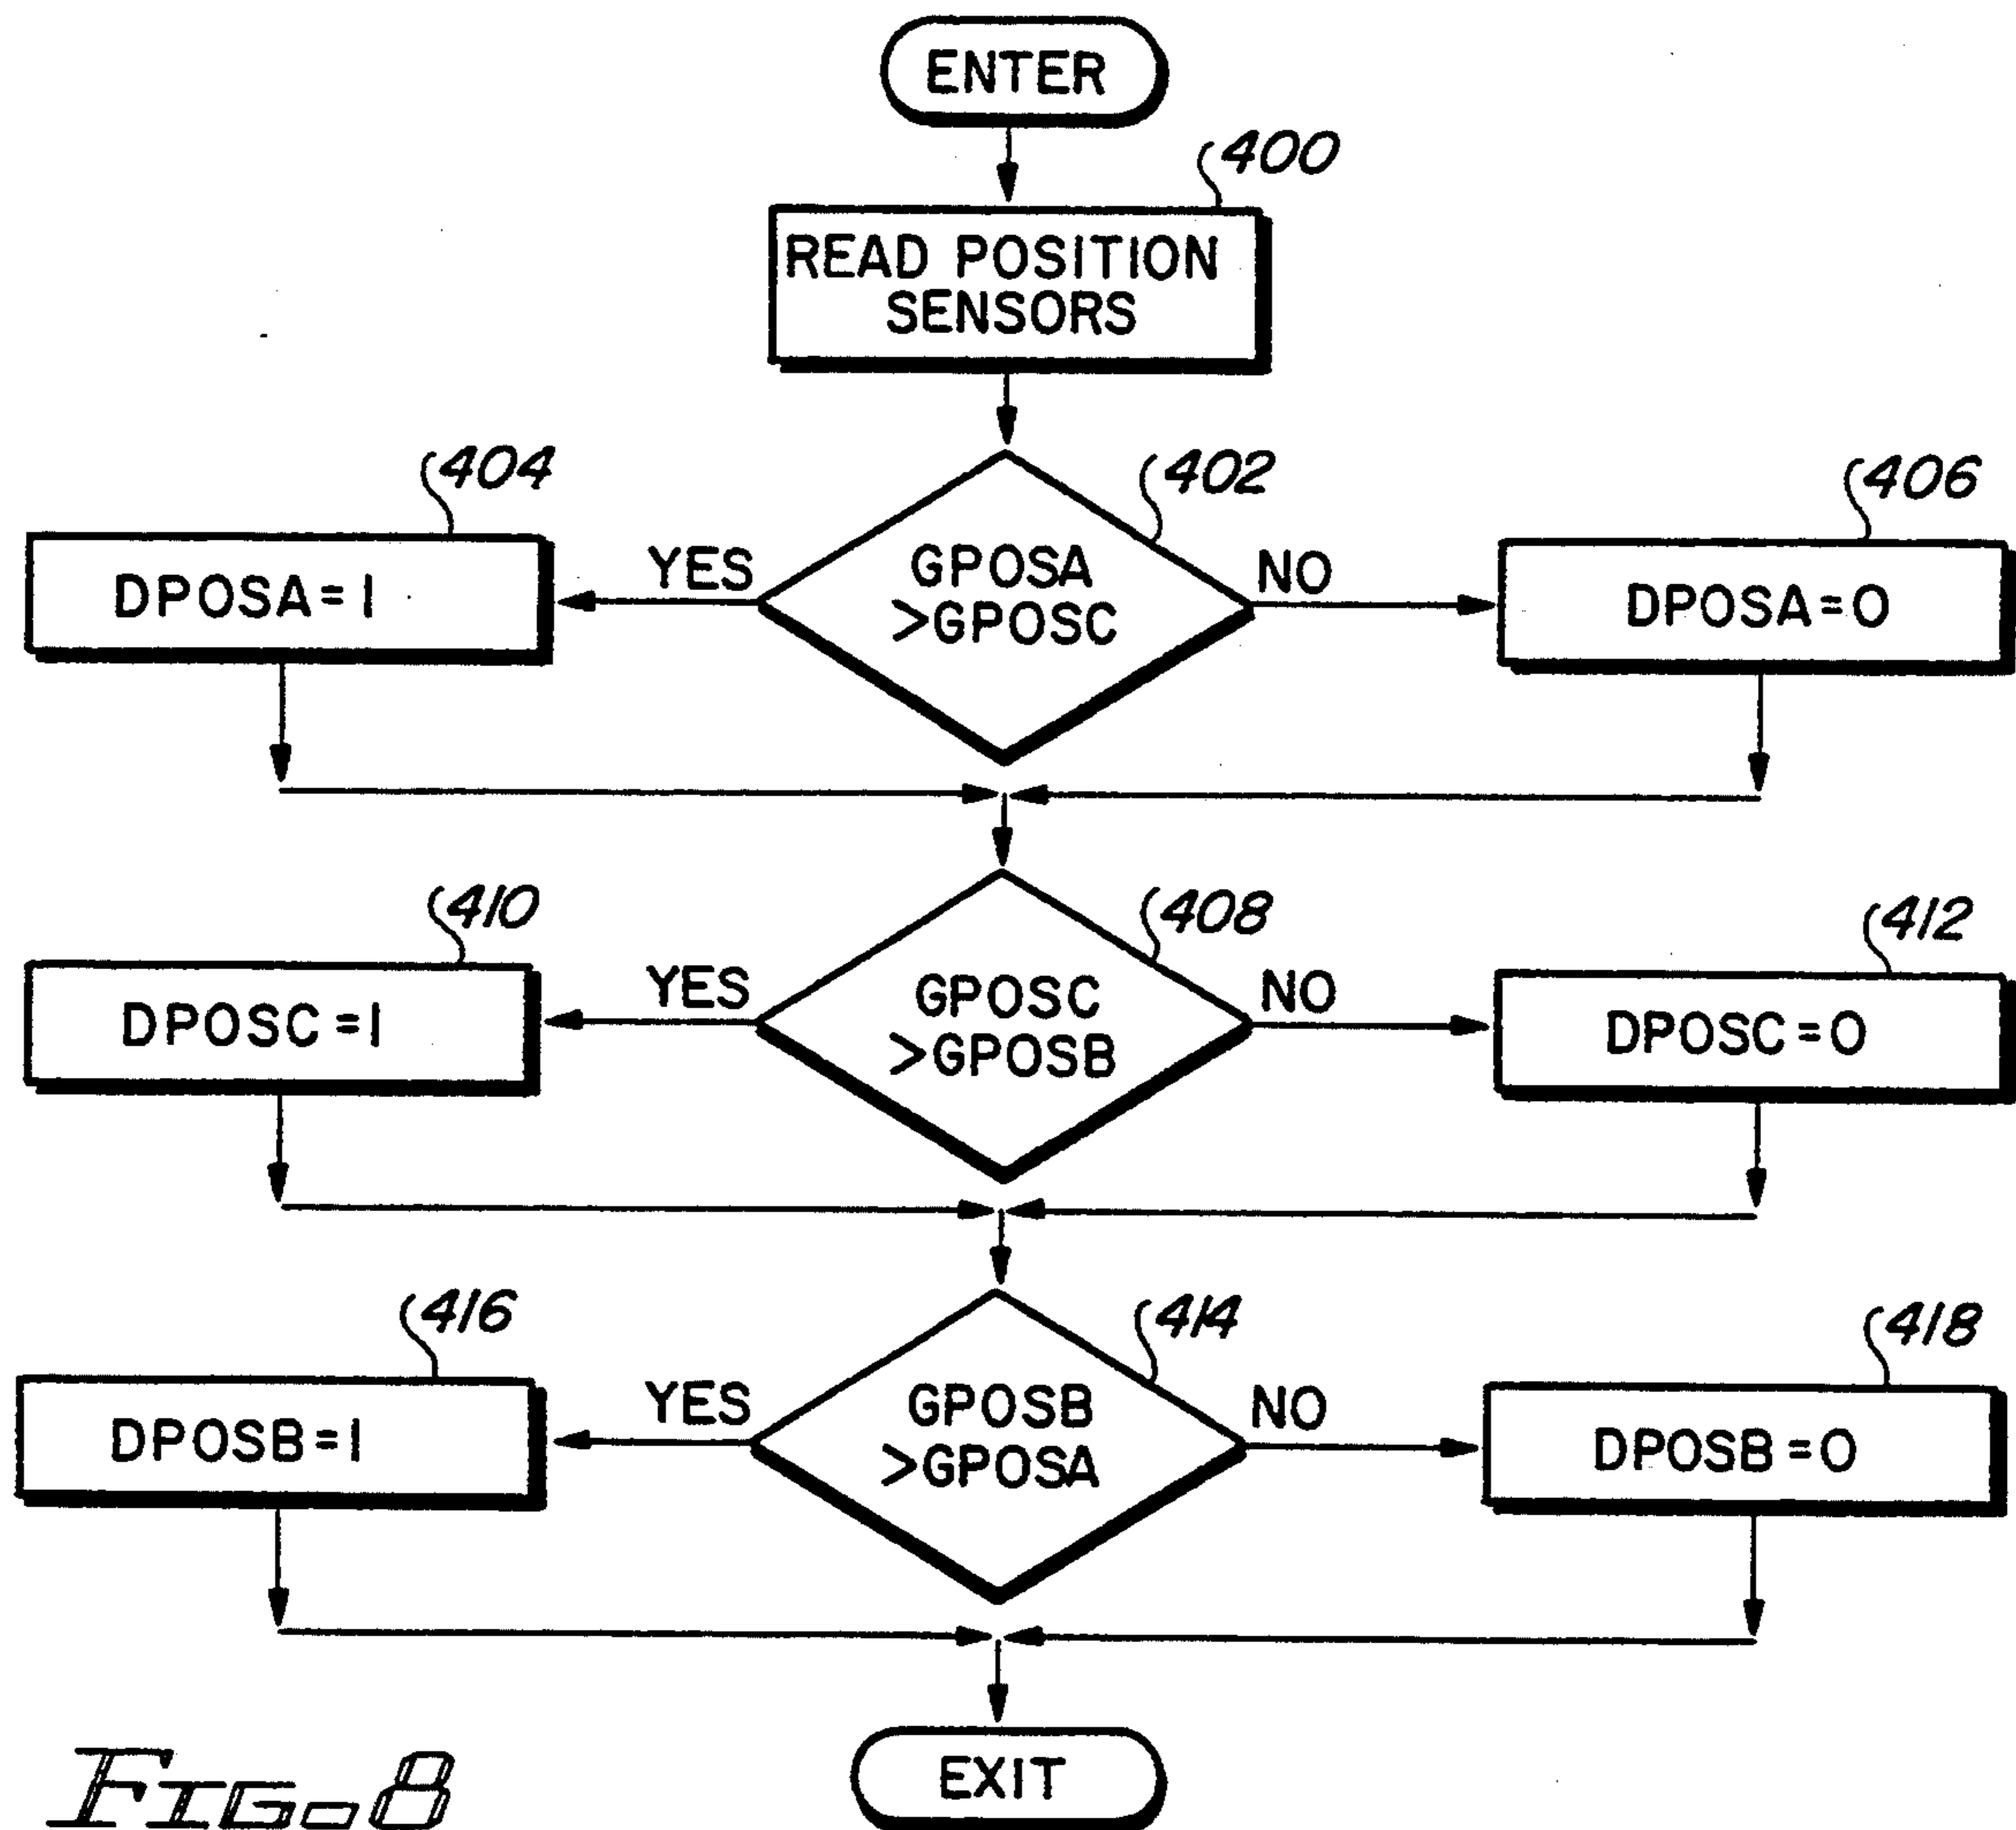 ENTER
400
READ POSITION
SENSORS
404
402
406
DPOSA=1
YES
GPOSA
>GPOSC
NO
DPOSA=0
410
408
412
DPOSC=1
YES
GPOSC
>GPOSB
NO
DPOSC=0
416
414
418
DPOSB=1
YES
GPOSB
>GPOSA
NO
DPOSB=0
EXIT
FIG. 8